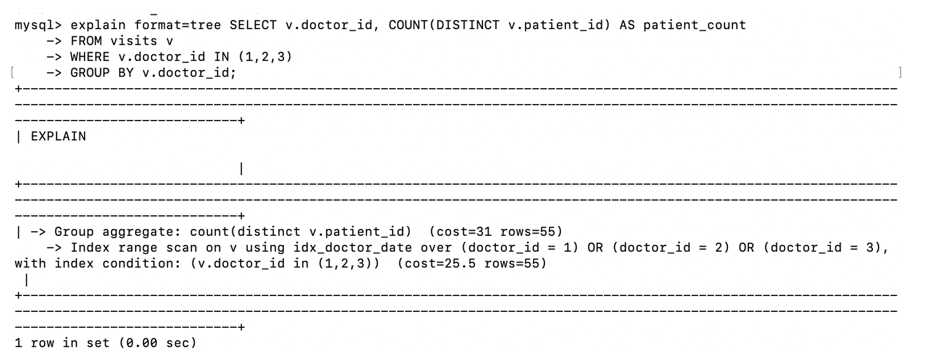 mysql> explain format=tree SELECT v.doctor_id, COUNT(DISTINCT v.patient_id) AS patient_count
    -> FROM visits v
    -> WHERE v.doctor_id IN (1,2,3)
[    -> GROUP BY v.doctor_id;                                                                    ]
+--------------------------------------------------------------------------------------------------------------
---------------------------------------------------------------------------------------------------------------
----------------------------+
| EXPLAIN
                            |
+--------------------------------------------------------------------------------------------------------------
---------------------------------------------------------------------------------------------------------------
----------------------------+
| -> Group aggregate: count(distinct v.patient_id)  (cost=31 rows=55)
    -> Index range scan on v using idx_doctor_date over (doctor_id = 1) OR (doctor_id = 2) OR (doctor_id = 3),
with index condition: (v.doctor_id in (1,2,3))  (cost=25.5 rows=55)
 |
+--------------------------------------------------------------------------------------------------------------
---------------------------------------------------------------------------------------------------------------
----------------------------+
1 row in set (0.00 sec)